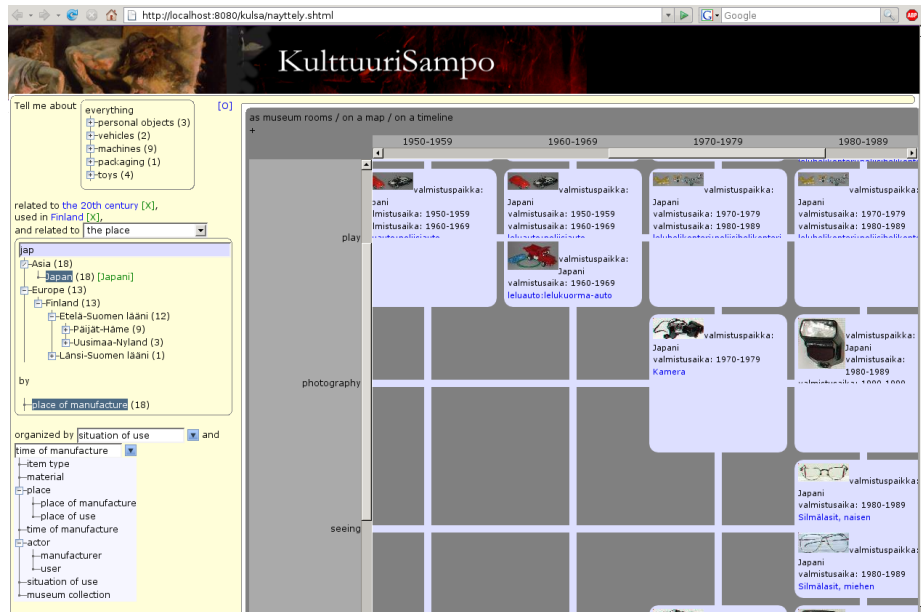 http://localhost:8080/kulsa/nayttely.shtml
Google
ABP
KulttuuriSampo
Tell me about
[O]
everything
personal objects (3)
vehicles (2)
machines (9)
packaging (1)
toys (4)
related to the 20th century [X],
used in Finland [X],
and related to the place
jap
Asia (18)
Japan (18) [Japani]
Europe (13)
Finland (13)
Etelä-Suomen lääni (12)
Päijät-Häme (9)
Uusimaa-Nyland (3)
Länsi-Suomen lääni (1)
by
place of manufacture (18)
organized by situation of use and
time of manufacture
item type
material
place
place of manufacture
place of use
time of manufacture
actor
manufacturer
user
situation of use
museum collection
as museum rooms / on a map / on a timeline
+
1950-1959 1960-1969 1970-1979 1980-1989
play
valmistuspaikka:
Japani
valmistusaika: 1950-1959
valmistusaika: 1960-1969
valmistuspaikka:
Japani
valmistusaika: 1950-1959
valmistusaika: 1960-1969
leluauto:poliisiauto
valmistuspaikka:
Japani
valmistusaika: 1960-1969
leluauto:lelukuorma-auto
valmistuspaikka:
Japani
valmistusaika: 1970-1979
valmistusaika: 1980-1989
leluhelikopteri:poliisihelikopteri
valmistuspaikka:
Japani
valmistusaika: 1970-1979
valmistusaika: 1980-1989
leluhelikopteri:poliisihelikopteri
photography
valmistuspaikka:
Japani
valmistusaika: 1970-1979
Kamera
valmistuspaikka:
Japani
valmistusaika:
1980-1989
seeing
valmistuspaikka:
Japani
valmistusaika: 1980-1989
Silmälasit, naisen
valmistuspaikka:
Japani
valmistusaika: 1980-1989
Silmälasit, miehen